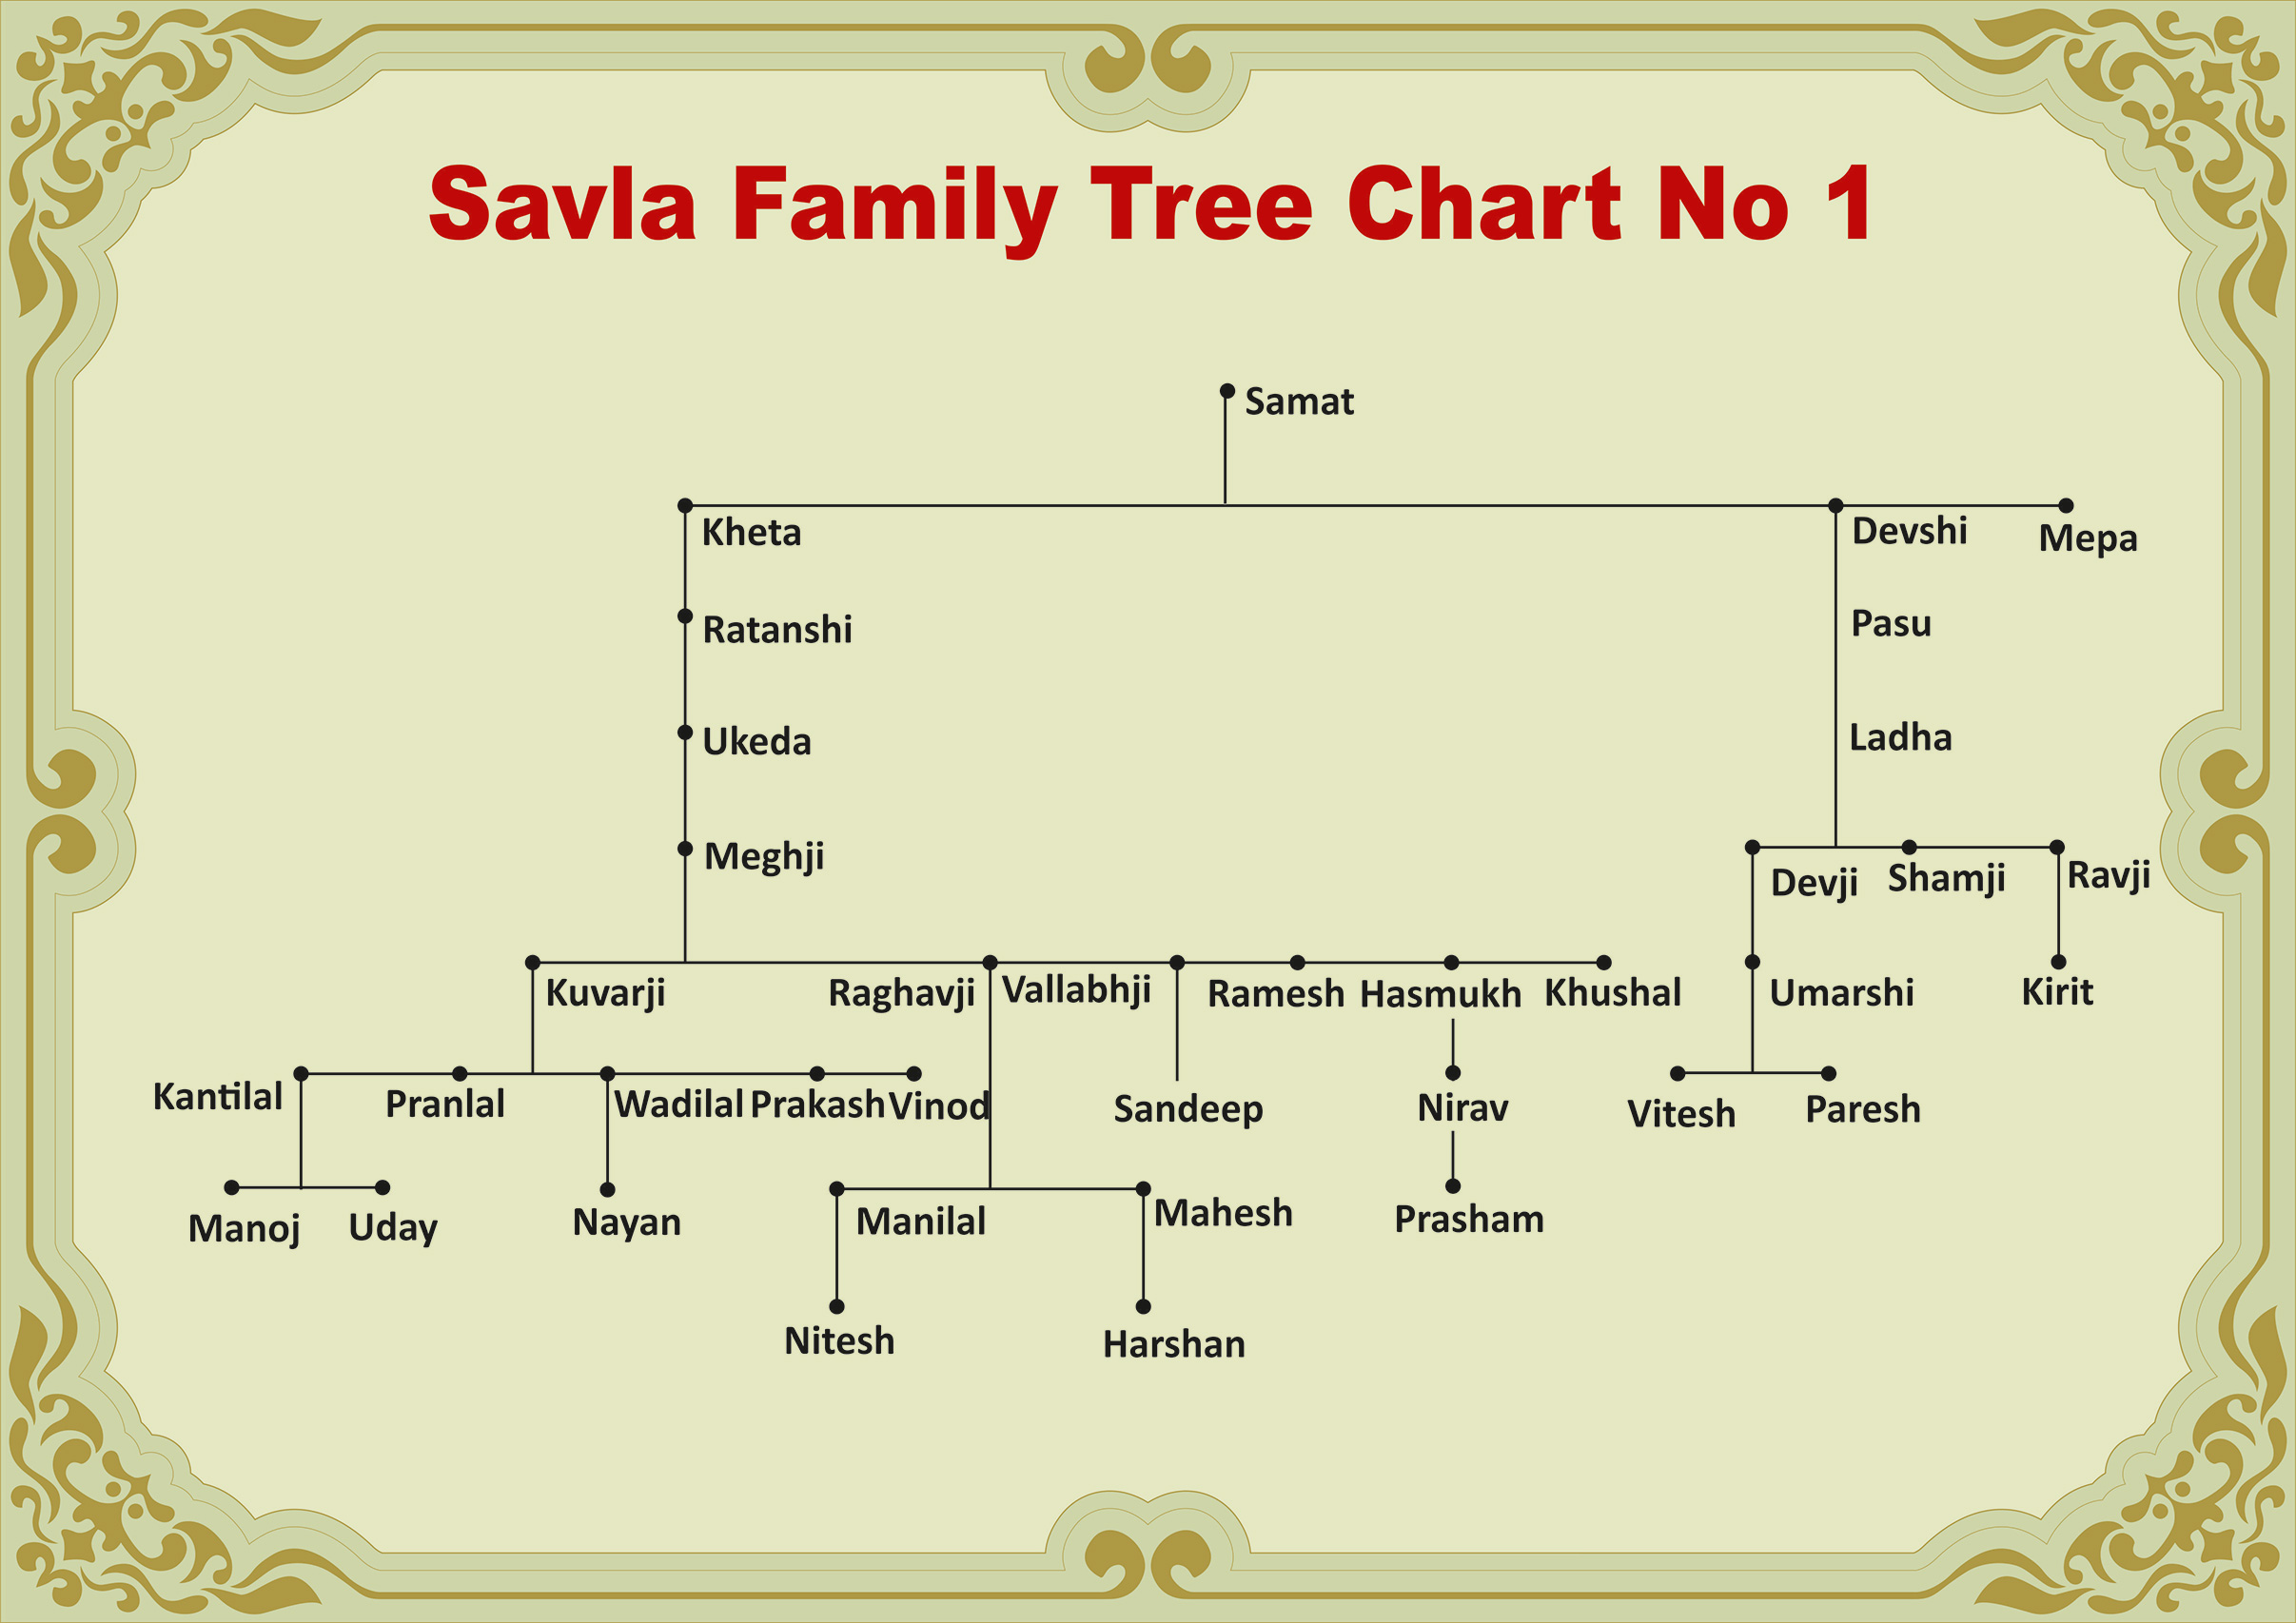 Savla Family Tree Chart No 1
Samat
Kheta
Devshi
Mepa
Ratanshi
Pasu
Ukeda
Ladha
Meghji
Devji
Shamji
Ravji
Kuvarji
Raghavji
Vallabhji
Ramesh
Hasmukh
Khushal
Umarshi
Kirit
Kantilal
Pranlal
Wadilal
Prakash
Vinod
Sandeep
Nirav
Vitesh
Paresh
Manoj
Uday
Nayan
Manilal
Mahesh
Prasham
Nitesh
Harshan